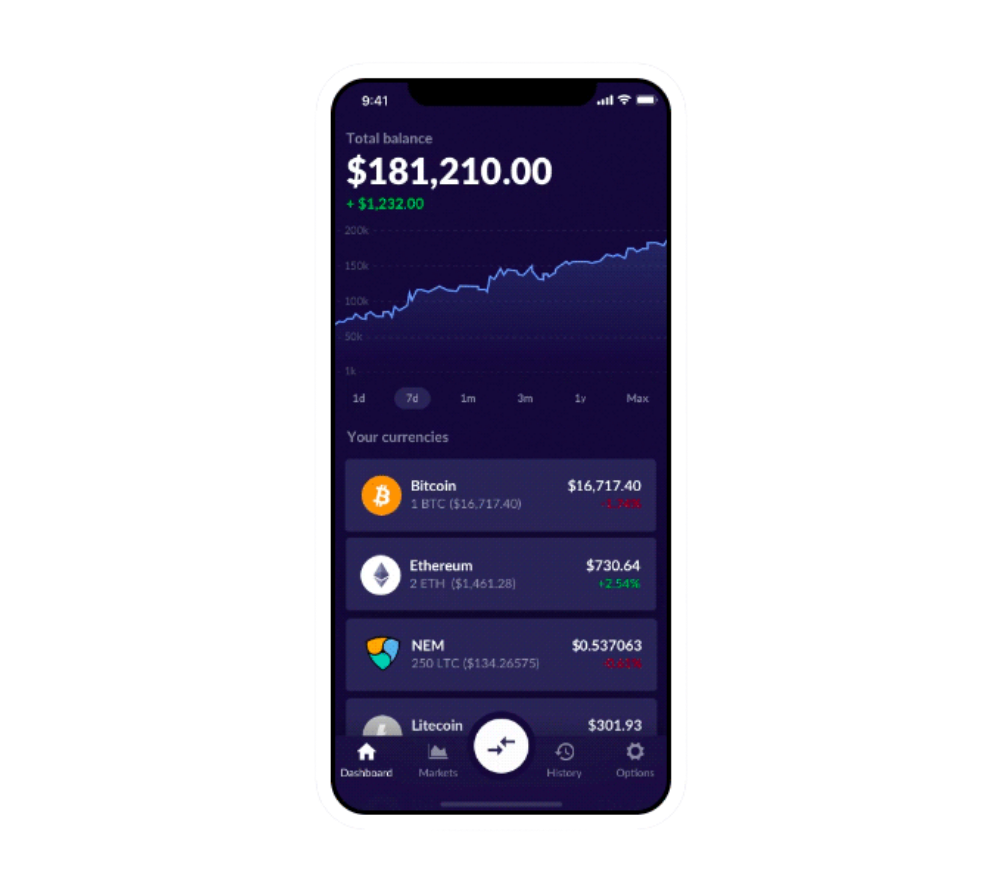 9:41
Total balance
$181,210.00
+ $1,232.00
200k
150k
100k
50k
1k
1d 7d 1m 3m 1y Max
Your currencies
Bitcoin $16,717.40
1 BTC ($16,717.40)
Ethereum $730.64
2 ETH ($1,461.28) +2.54%
NEM $0.537063
250 LTC ($134.26575)
Litecoin $301.93
Dashboard Markets History Options